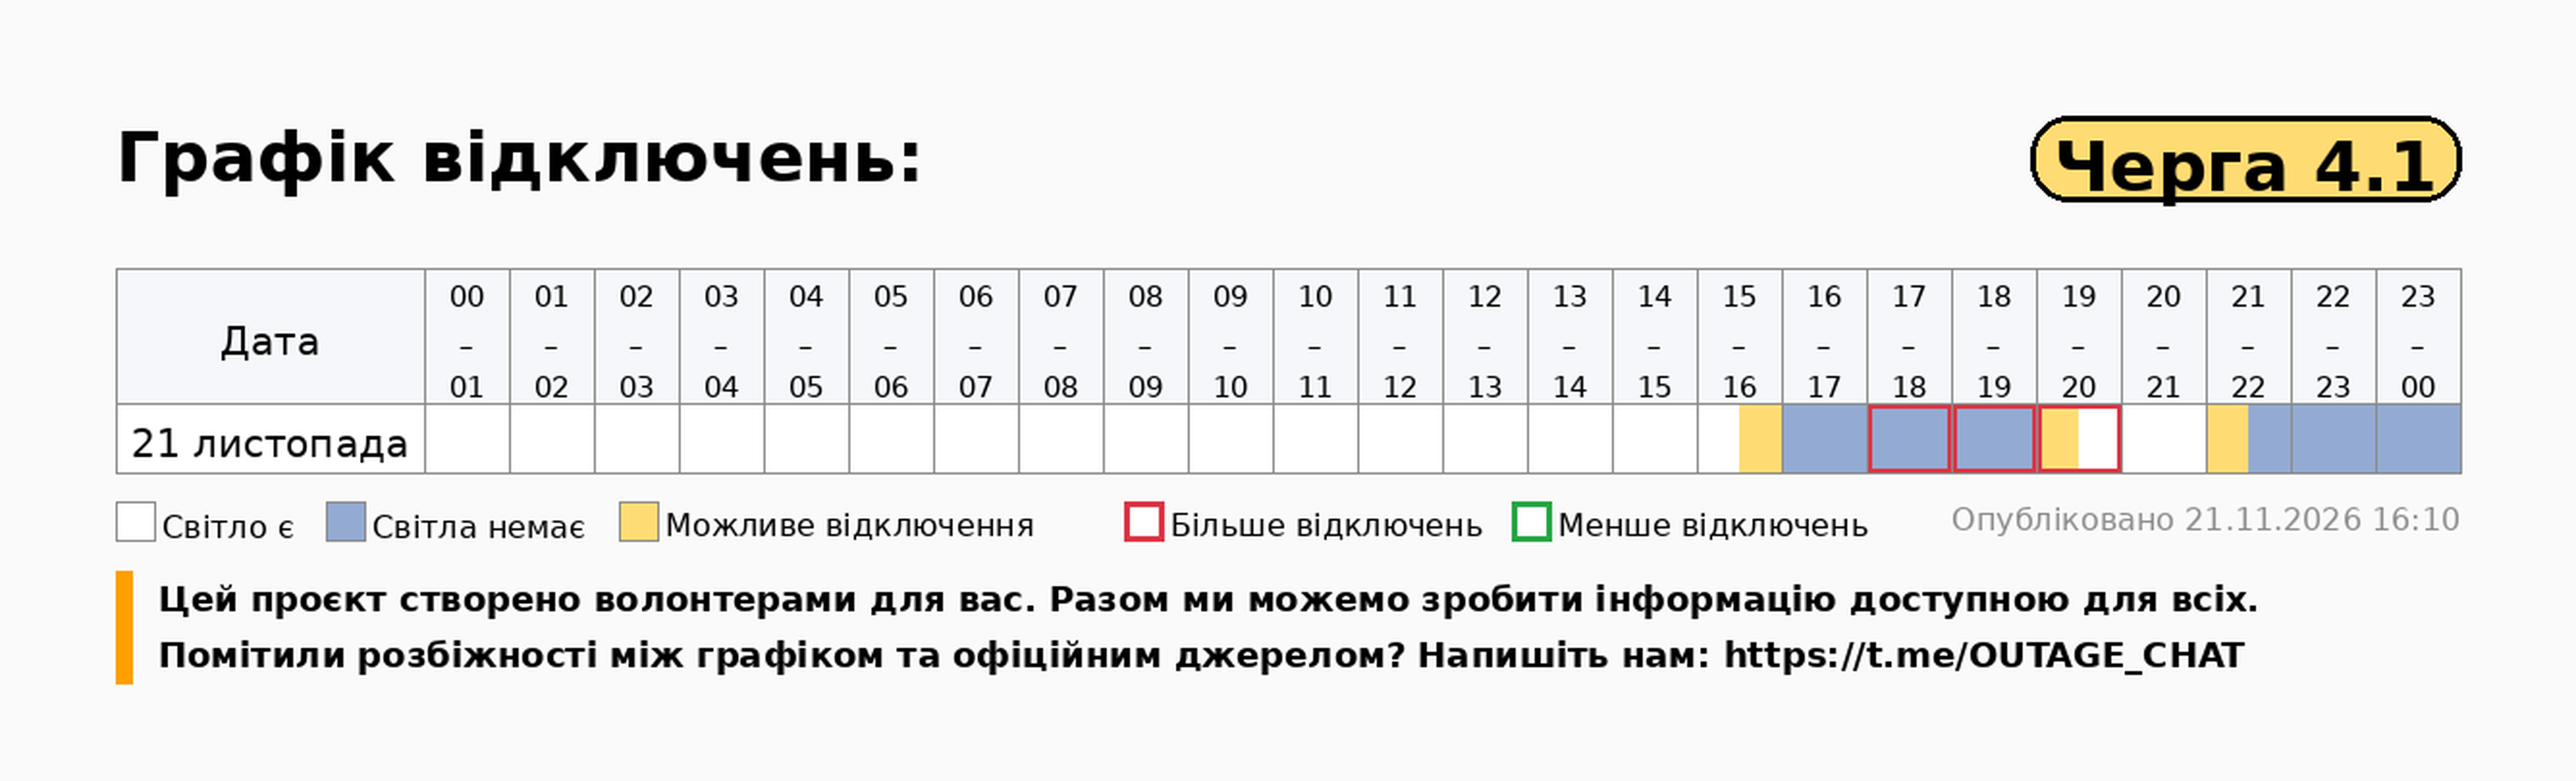 Графік відключень:
Черга 4.1
Дата
00 – 01
01 – 02
02 – 03
03 – 04
04 – 05
05 – 06
06 – 07
07 – 08
08 – 09
09 – 10
10 – 11
11 – 12
12 – 13
13 – 14
14 – 15
15 – 16
16 – 17
17 – 18
18 – 19
19 – 20
20 – 21
21 – 22
22 – 23
23 – 00
21 листопада
Світло є
Світла немає
Можливе відключення
Більше відключень
Менше відключень
Опубліковано 21.11.2026 16:10
Цей проєкт створено волонтерами для вас. Разом ми можемо зробити інформацію доступною для всіх.
Помітили розбіжності між графіком та офіційним джерелом? Напишіть нам: https://t.me/OUTAGE_CHAT